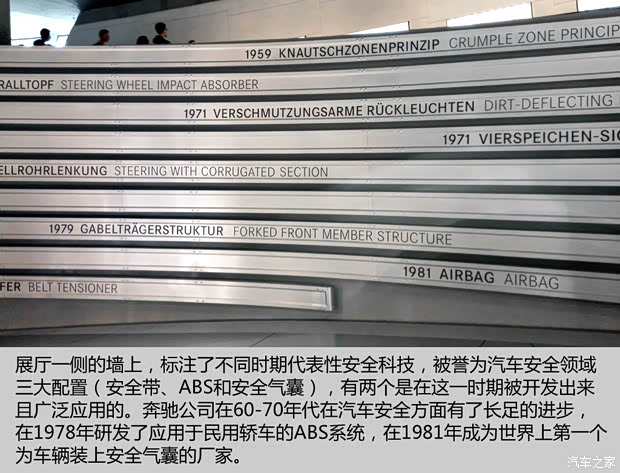 1959 KNAUTSCHZONENPRINZIP CRUMPLE ZONE PRINCIP
RALLTOPF STEERING WHEEL IMPACT ABSORBER
1971 VERSCHMUTZUNGSARME RÜCKLEUCHTEN DIRT-DEFLECTING
1971 VIERSPEICHEN-SIC
ELLROHRLENKUNG STEERING WITH CORRUGATED SECTION
1979 GABELTRÄGERSTRUKTUR FORKED FRONT MEMBER STRUCTURE
1981 AIRBAG AIRBAG
FER BELT TENSIONER
展厅一侧的墙上，标注了不同时期代表性安全科技，被誉为汽车安全领域
三大配置（安全带、ABS和安全气囊），有两个是在这一时期被开发出来
且广泛应用的。奔驰公司在60-70年代在汽车安全方面有了长足的进步，
在1978年研发了应用于民用轿车的ABS系统，在1981年成为世界上第一个
为车辆装上安全气囊的厂家。
汽车之家